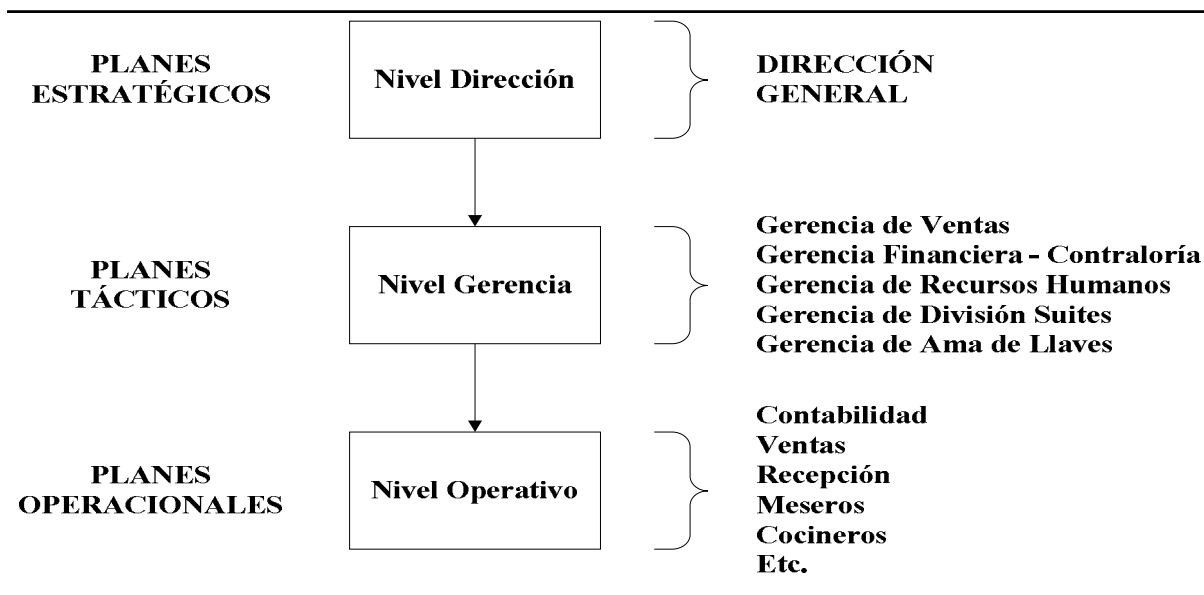 PLANES
ESTRATÉGICOS
Nivel Dirección
DIRECCIÓN
GENERAL
PLANES
TÁCTICOS
Nivel Gerencia
Gerencia de Ventas
Gerencia Financiera - Contraloría
Gerencia de Recursos Humanos
Gerencia de División Suites
Gerencia de Ama de Llaves
PLANES
OPERACIONALES
Nivel Operativo
Contabilidad
Ventas
Recepción
Meseros
Cocineros
Etc.